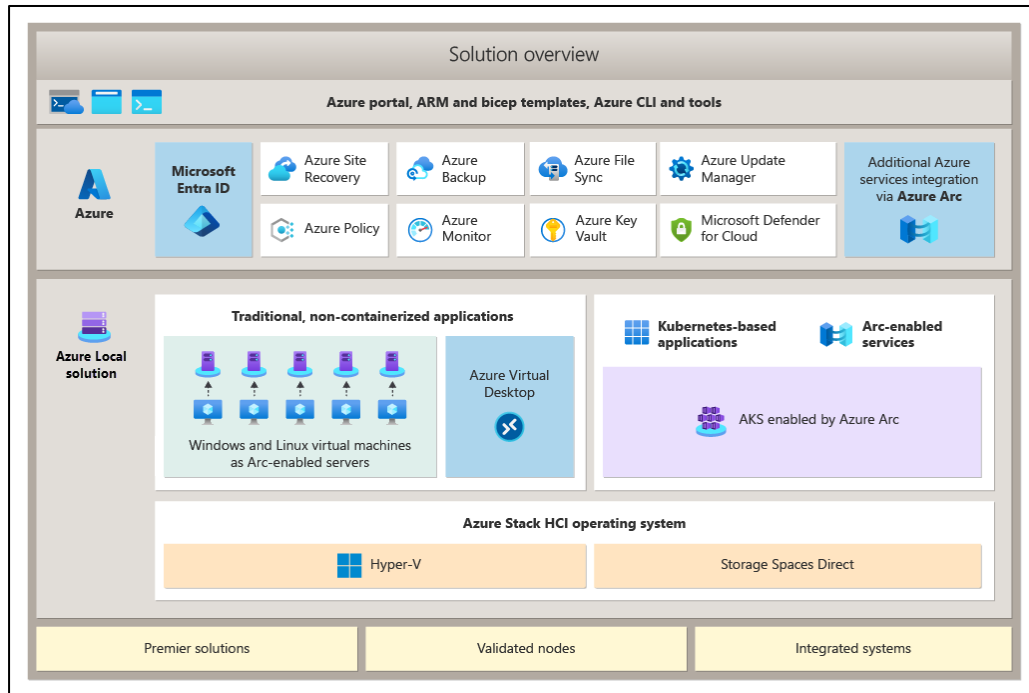 Solution overview
Azure portal, ARM and bicep templates, Azure CLI and tools
Azure
Microsoft
Entra ID
Azure Site
Recovery
Azure
Backup
Azure File
Sync
Azure Update
Manager
Azure Policy
Azure
Monitor
Azure Key
Vault
Microsoft Defender
for Cloud
Additional Azure
services integration
via Azure Arc
Azure Local
solution
Traditional, non-containerized applications
Windows and Linux virtual machines
as Arc-enabled servers
Azure Virtual
Desktop
Kubernetes-based
applications
Arc-enabled
services
AKS enabled by Azure Arc
Azure Stack HCI operating system
Hyper-V
Storage Spaces Direct
Premier solutions
Validated nodes
Integrated systems